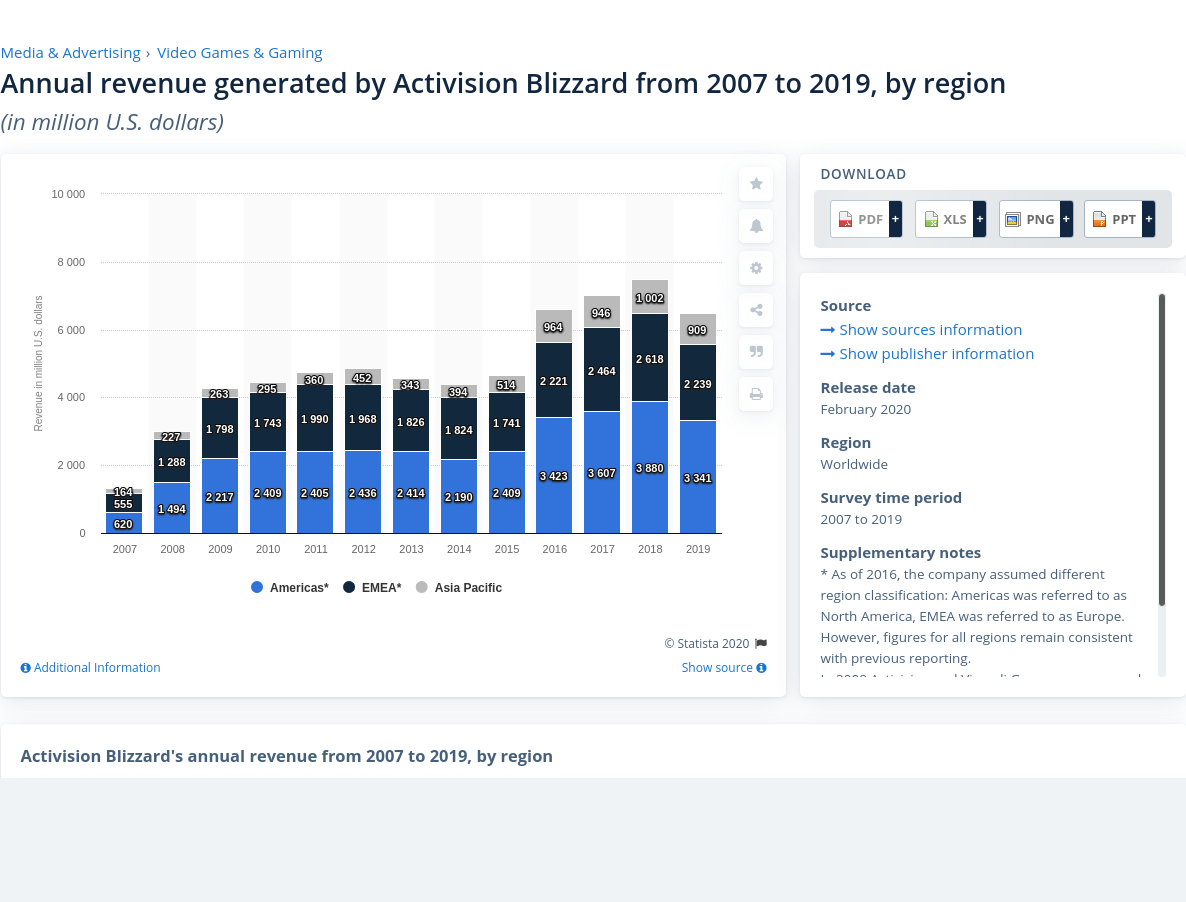 Media & Advertising › Video Games & Gaming
Annual revenue generated by Activision Blizzard from 2007 to 2019, by region
(in million U.S. dollars)
Revenue in million U.S. dollars
10 000
8 000
6 000
4 000
2 000
0
164
555
620
227
1 288
1 494
263
1 798
2 217
295
1 743
2 409
360
1 990
2 405
452
1 968
2 436
343
1 826
2 414
394
1 824
2 190
514
1 741
2 409
964
2 221
3 423
946
2 464
3 607
1 002
2 618
3 880
909
2 239
3 341
2007 2008 2009 2010 2011 2012 2013 2014 2015 2016 2017 2018 2019
Americas* EMEA* Asia Pacific
© Statista 2020
Additional Information
Show source
DOWNLOAD
PDF + XLS + PNG + PPT +
Source
Show sources information
Show publisher information
Release date
February 2020
Region
Worldwide
Survey time period
2007 to 2019
Supplementary notes
* As of 2016, the company assumed different
region classification: Americas was referred to as
North America, EMEA was referred to as Europe.
However, figures for all regions remain consistent
with previous reporting.
Activision Blizzard's annual revenue from 2007 to 2019, by region